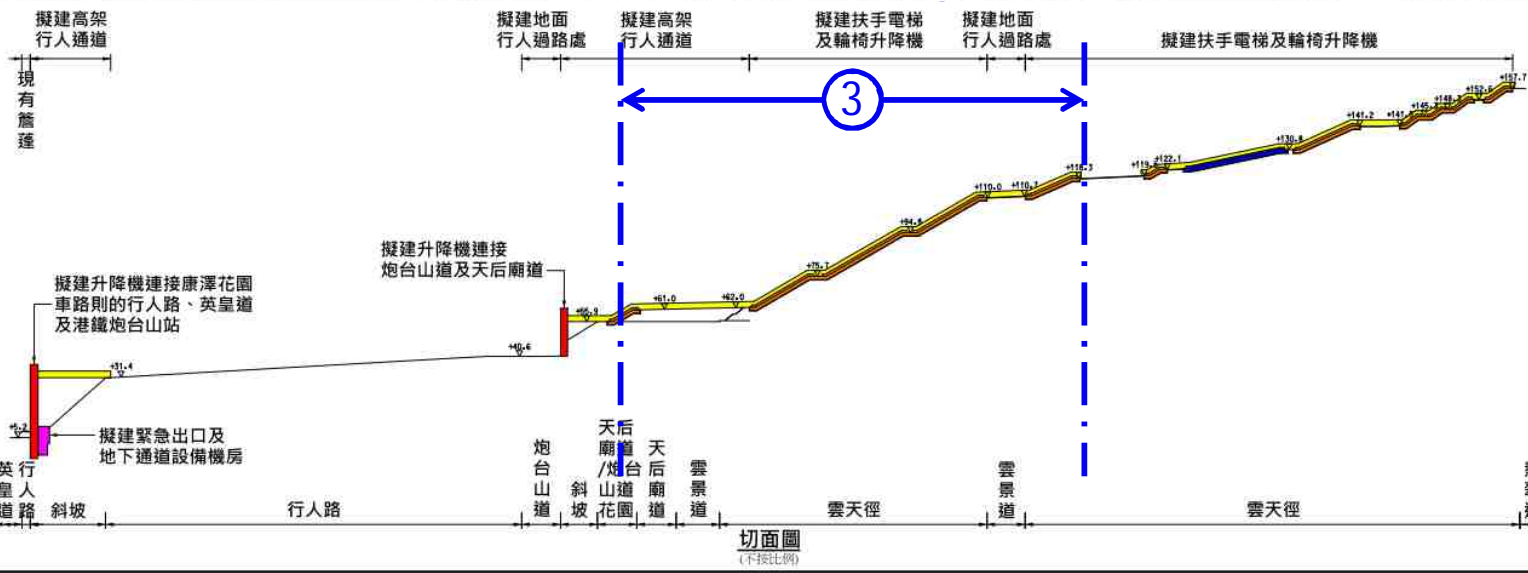 擬建高架
行人通道
擬建地面
行人過路處
擬建高架
行人通道
擬建扶手電梯
及輪椅升降機
擬建地面
行人過路處
擬建扶手電梯及輪椅升降機
現有簷蓬
3
+157.7
+152.6
+141.2
+130.8
+122.1
+110.0
+94.6
+75.7
+62.0
+61.0
+40.6
+31.4
擬建升降機連接
炮台山道及天后廟道
擬建升降機連接康澤花園
車路則的行人路、英皇道
及港鐵炮台山站
擬建緊急出口及
地下通道設備機房
英皇道
行人路
斜坡
行人路
炮台山道
斜坡
天后廟道/炮台山道花園
天后廟道
雲景道
雲天徑
雲景道
雲天徑
切面圖
(不按比例)